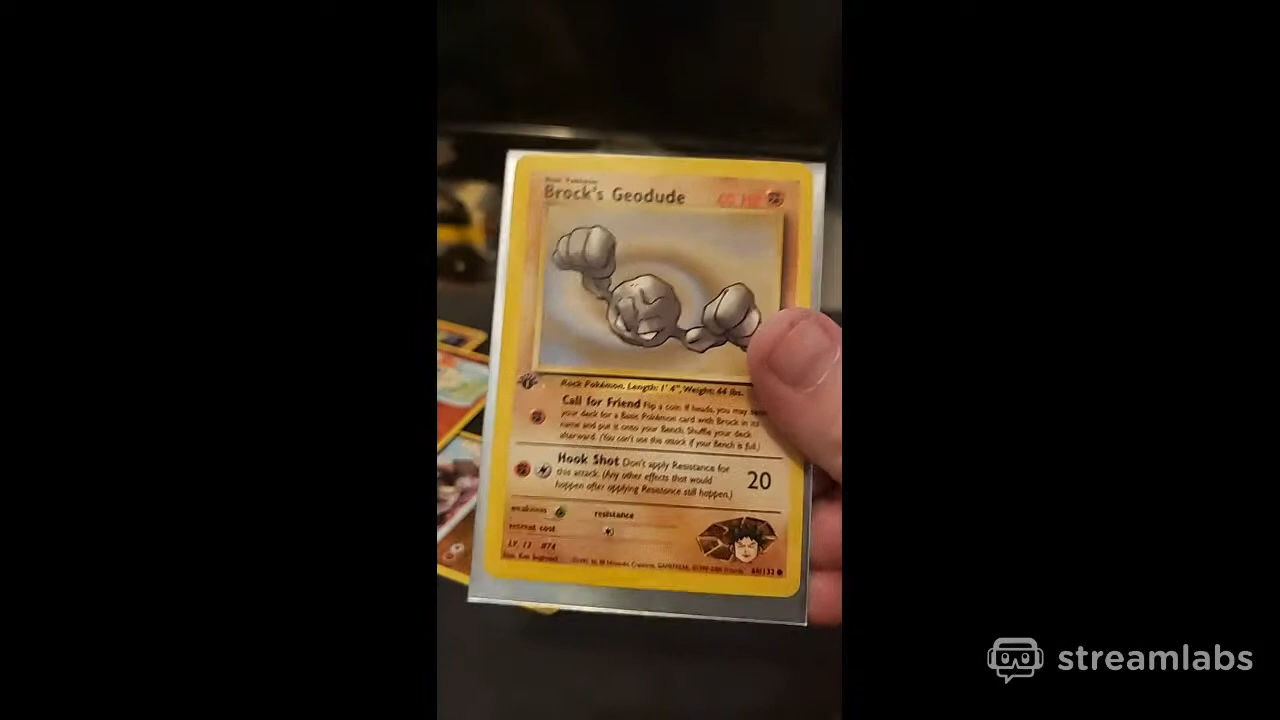 Basic Pokémon
Brock's Geodude
Rock Pokémon. Length: 1' 4", Weight: 44 lbs.
Call for Friend Flip a coin. If heads, you may
your deck for a Basic Pokémon card with Brock in its
name and put it onto your Bench. Shuffle your deck
afterward. (You can't use this attack if your Bench is full.)
Hook Shot Don't apply Resistance for
this attack. (Any other effects that would
happen after applying Resistance still happen.)
20
weakness
resistance
retreat cost
LV. 13 #74
66/132
streamlabs